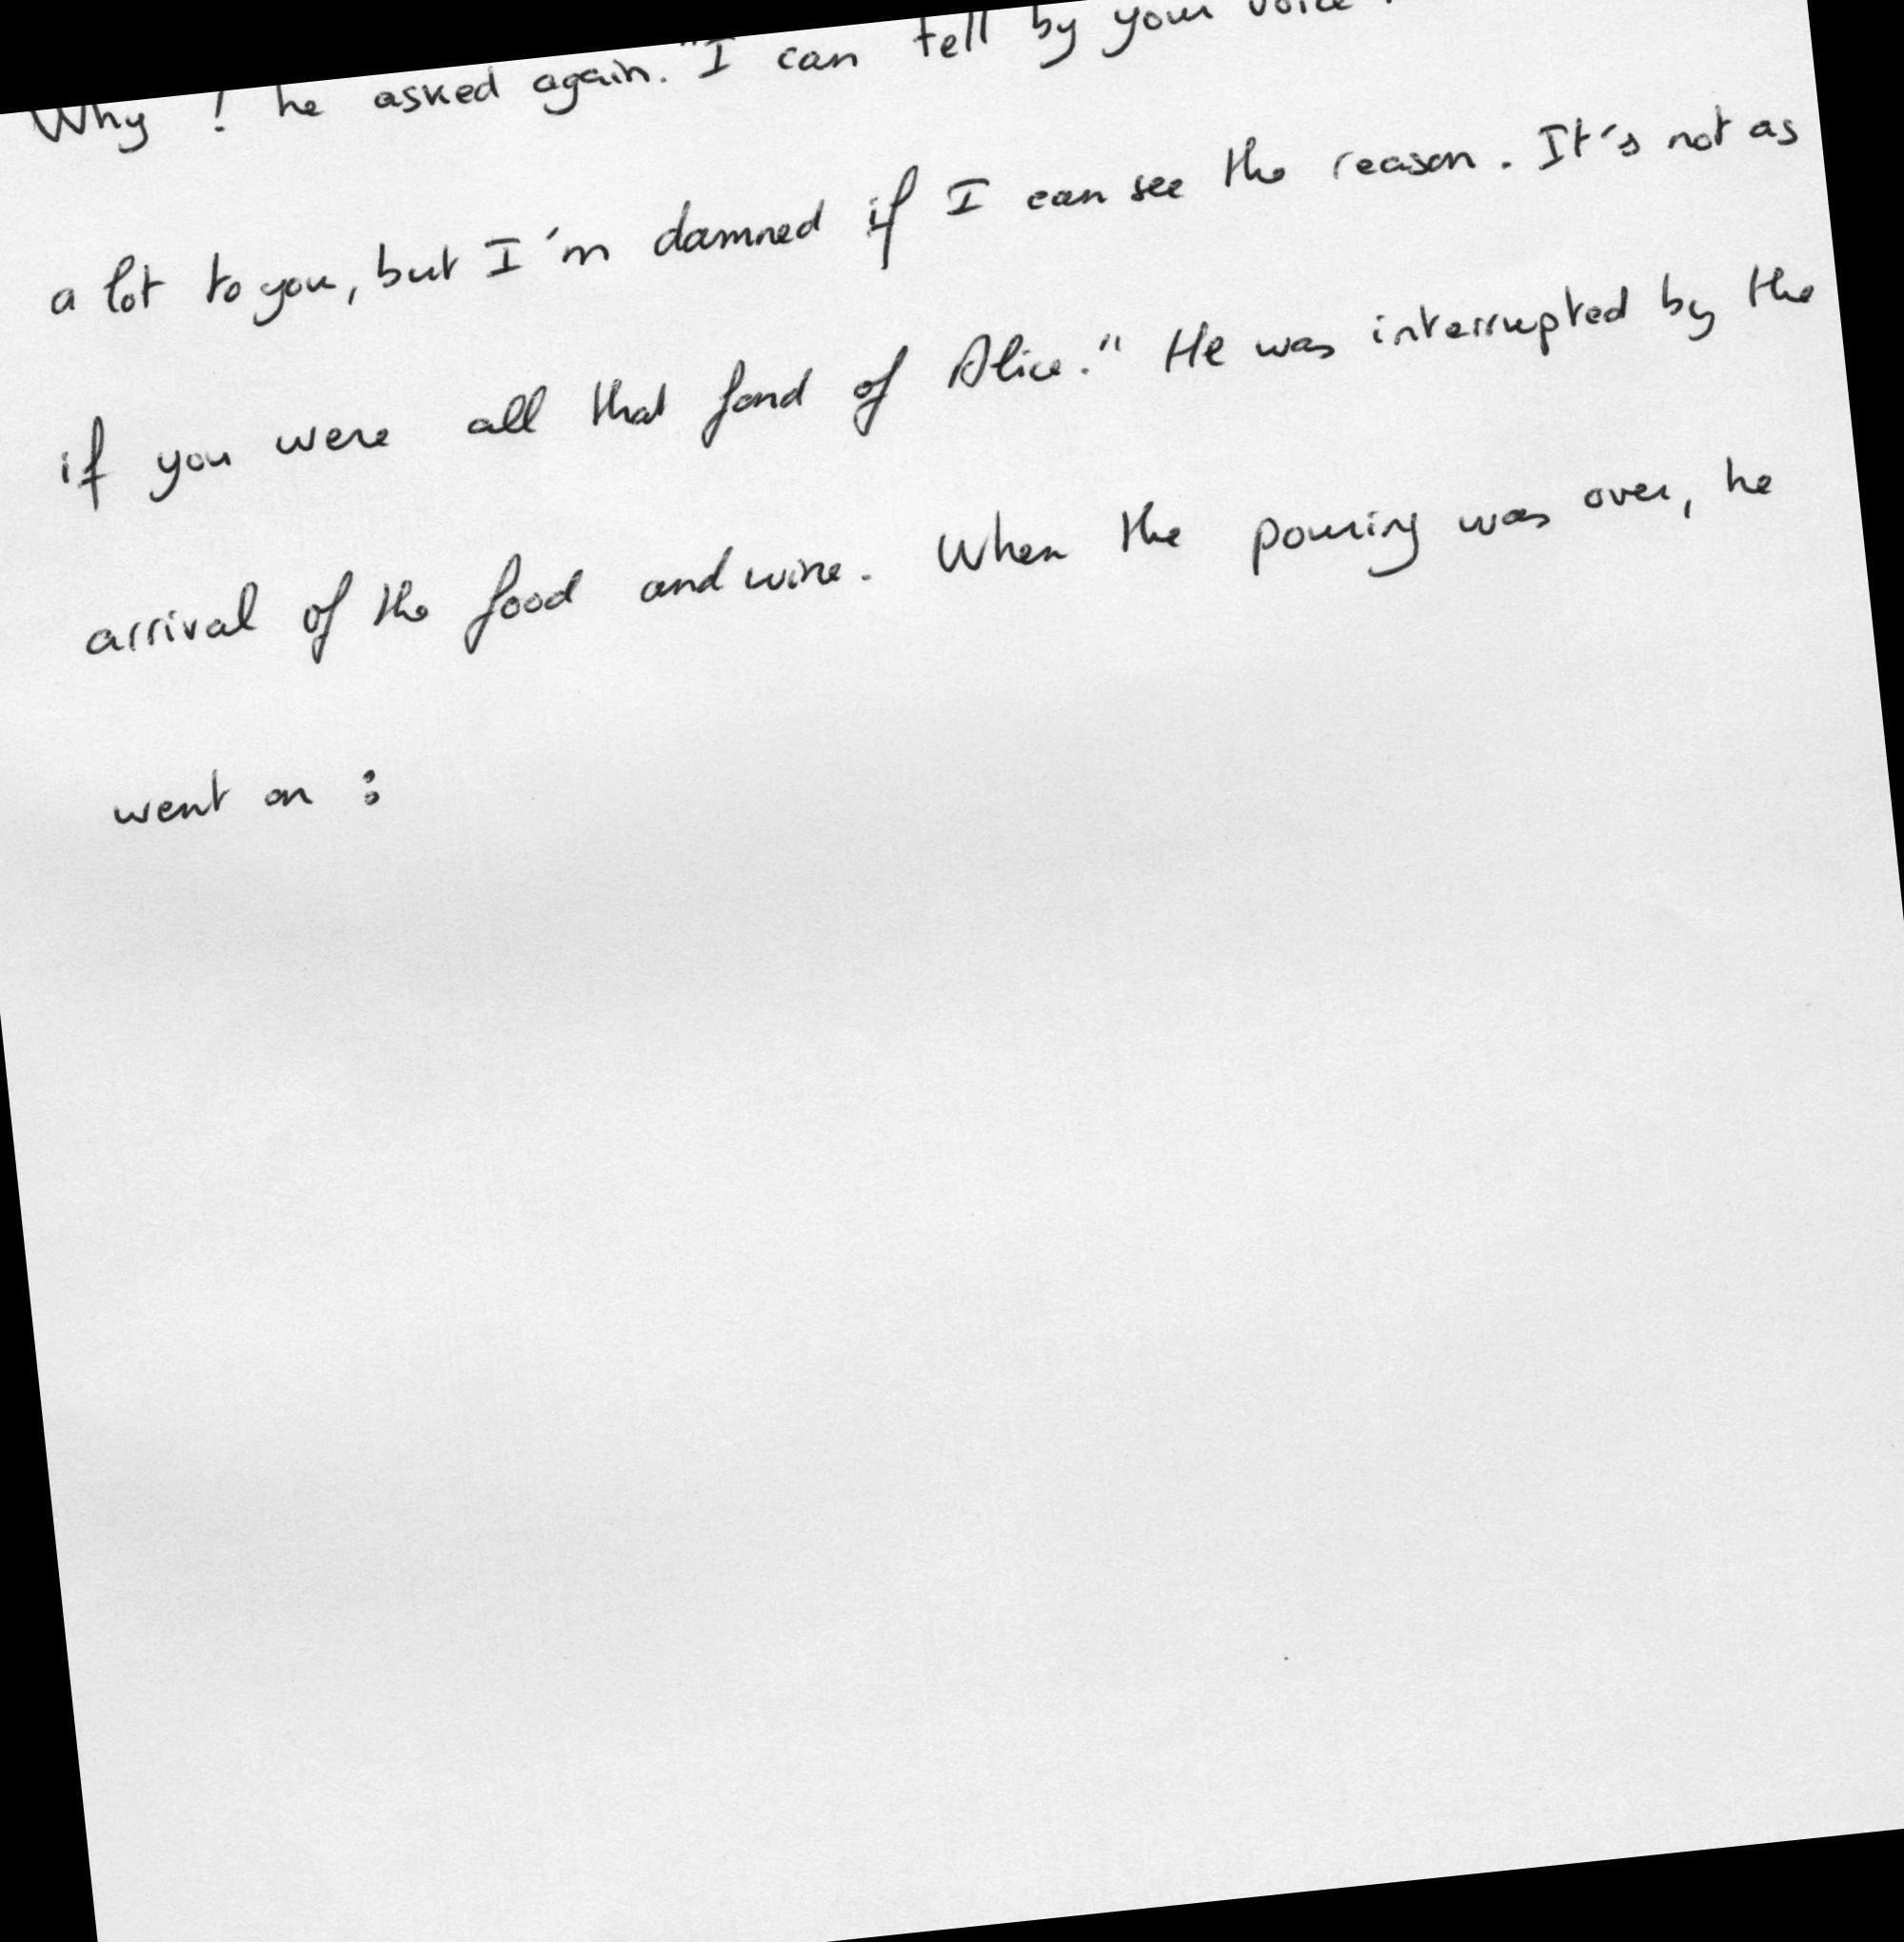 Why ! he asked again. "I can tell by your voice
a lot to you, but I'm damned if I can see the reason. It's not as
if you were all that fond of Alice." He was interrupted by the
arrival of the food and wine. When the pouring was over, he
went on :